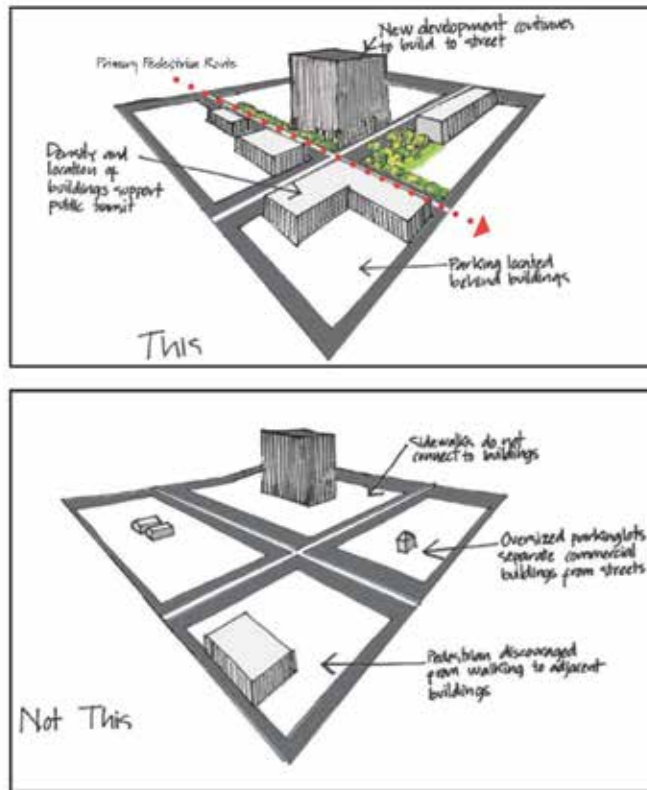 New development continues
to build to street
Primary Pedestrian Route
Density and
location of
buildings support
public transit
Parking located
behind buildings
This
Sidewalks do not
connect to buildings
Oversized parking lots
separate commercial
buildings from streets
Pedestrian discouraged
from walking to adjacent
buildings
Not This